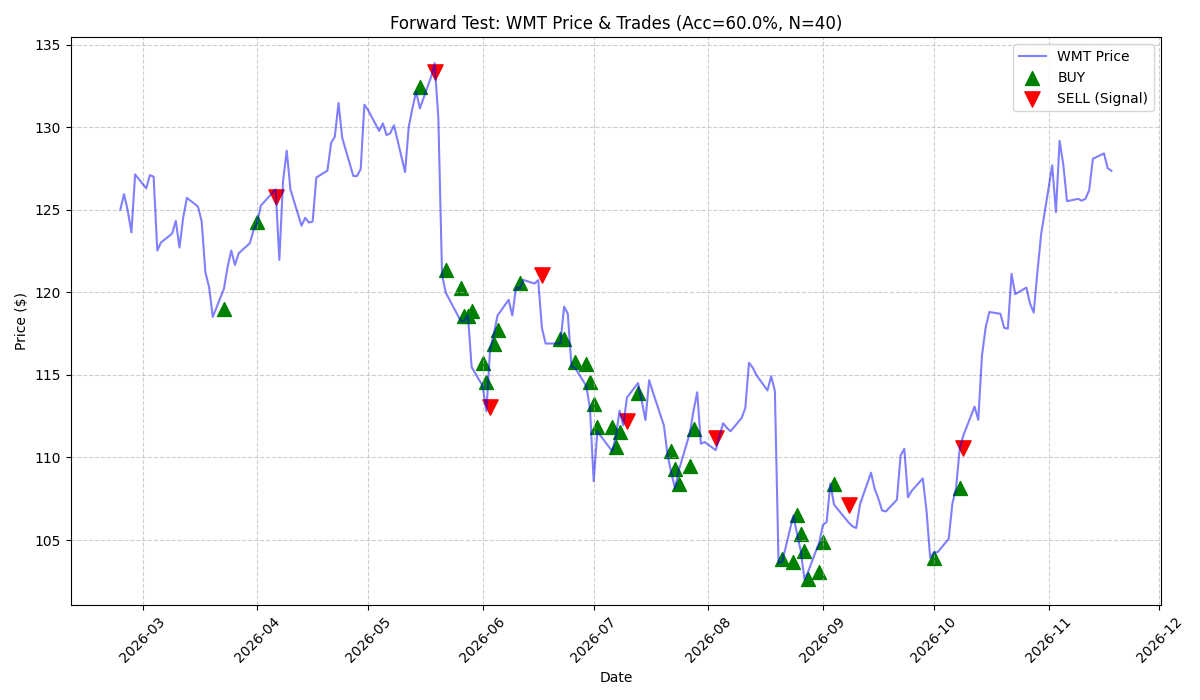 Forward Test: WMT Price & Trades (Acc=60.0%, N=40)
WMT Price
BUY
SELL (Signal)
Price ($)
135
130
125
120
115
110
105
2026-03
2026-04
2026-05
2026-06
2026-07
2026-08
2026-09
2026-10
2026-11
2026-12
Date